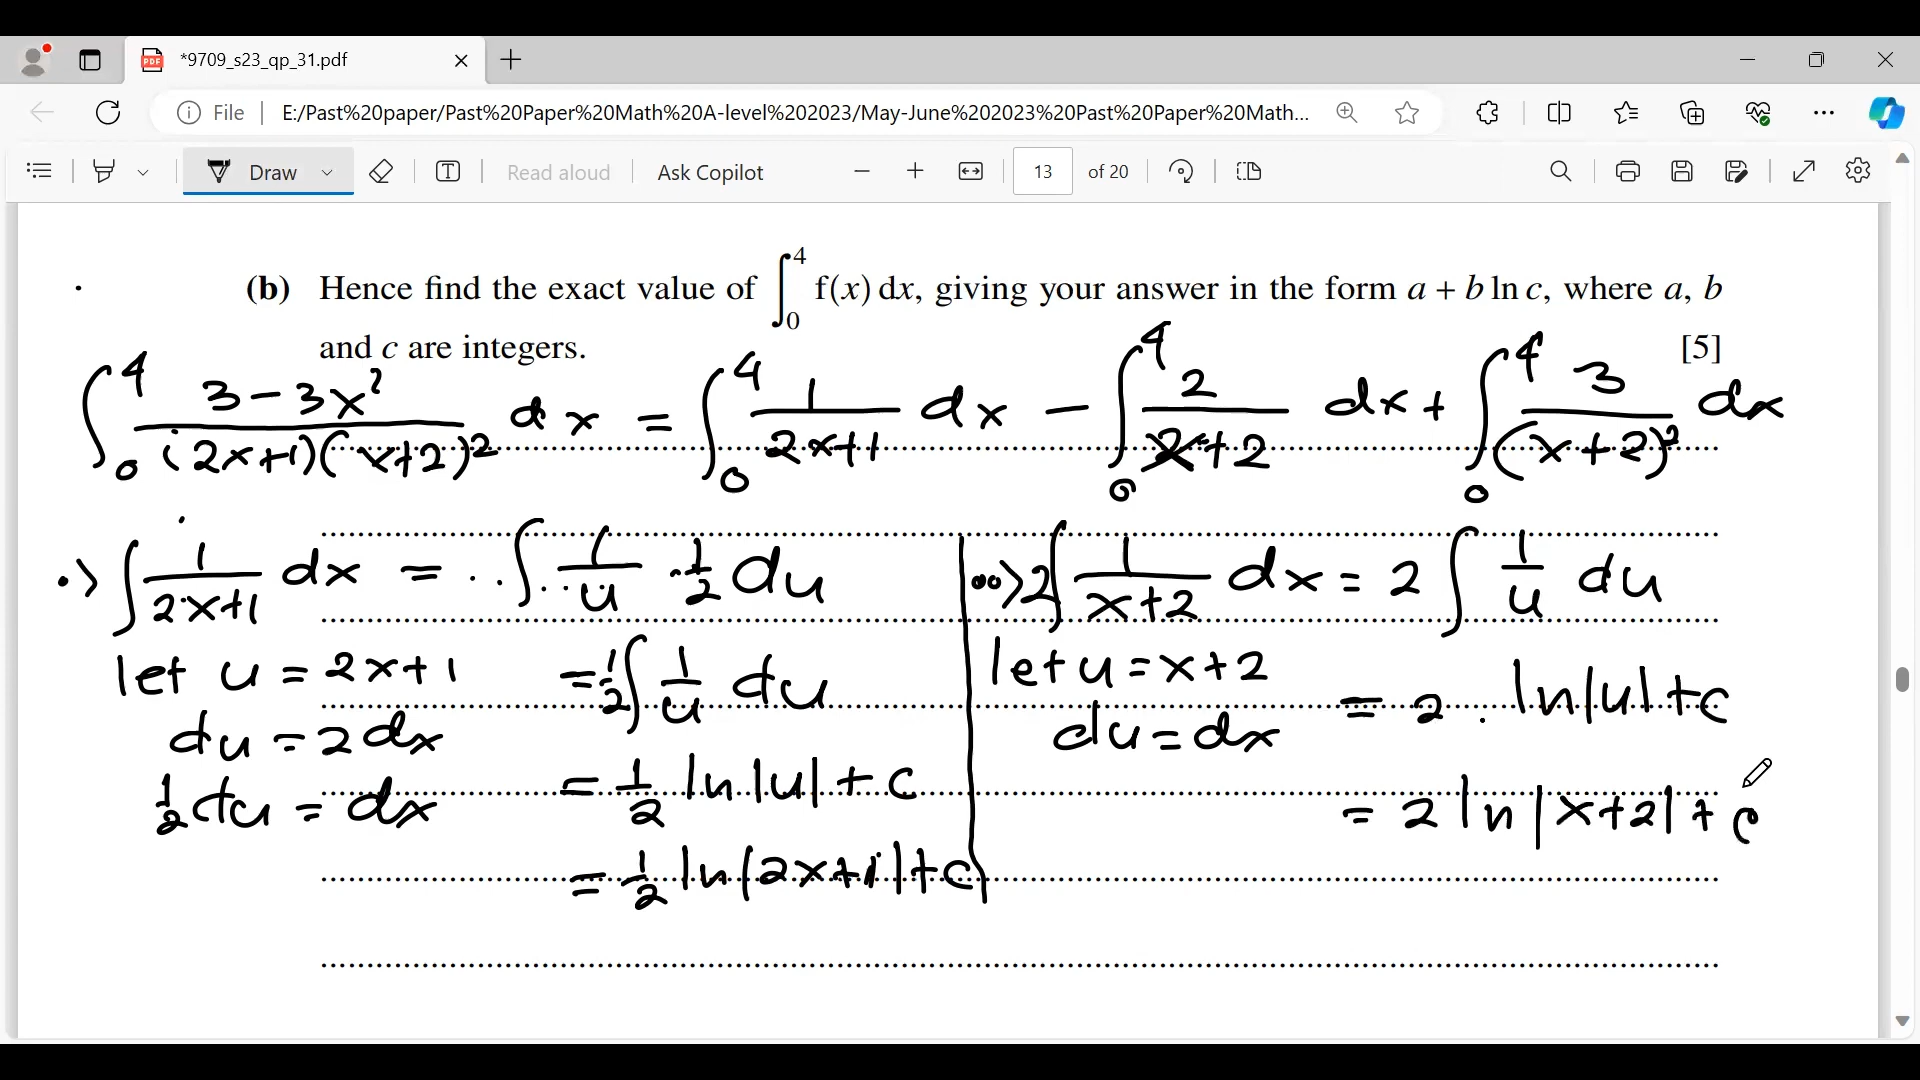 *9709_s23_qp_31.pdf
File | E:/Past%20paper/Past%20Paper%20Math%20A-level%202023/May-June%202023%20Past%20Paper%20Math...
Draw Read aloud Ask Copilot 13 of 20
(b) Hence find the exact value of ∫₀⁴ f(x) dx, giving your answer in the form a + b ln c, where a, b
and c are integers. [5]
∫₀⁴ (3 - 3x²)/((2x+1)(x+2)²) dx = ∫₀⁴ 1/(2x+1) dx - ∫₀⁴ 2/(x+2) dx + ∫₀⁴ 3/(x+2)² dx
∫ 1/(2x+1) dx = ∫ 1/u · 1/2 du
let u = 2x+1
du = 2dx
1/2 du = dx
= 1/2 ∫ 1/u du
= 1/2 ln|u| + c
= 1/2 ln|2x+1| + c
2∫ 1/(x+2) dx = 2 ∫ 1/u du
let u = x+2
du = dx
= 2 . ln|u| + c
= 2 ln|x+2| + c